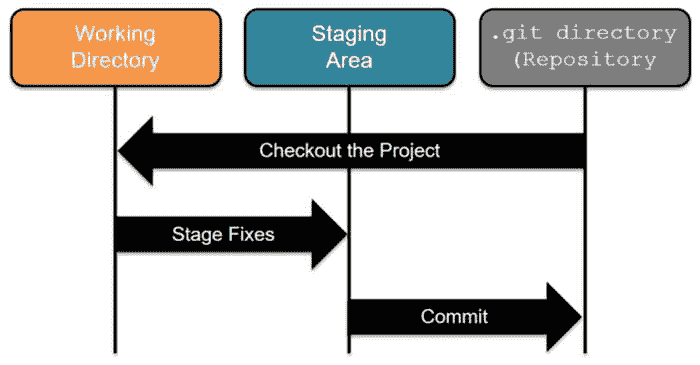 Working
Directory
Staging
Area
.git directory
(Repository
Checkout the Project
Stage Fixes
Commit